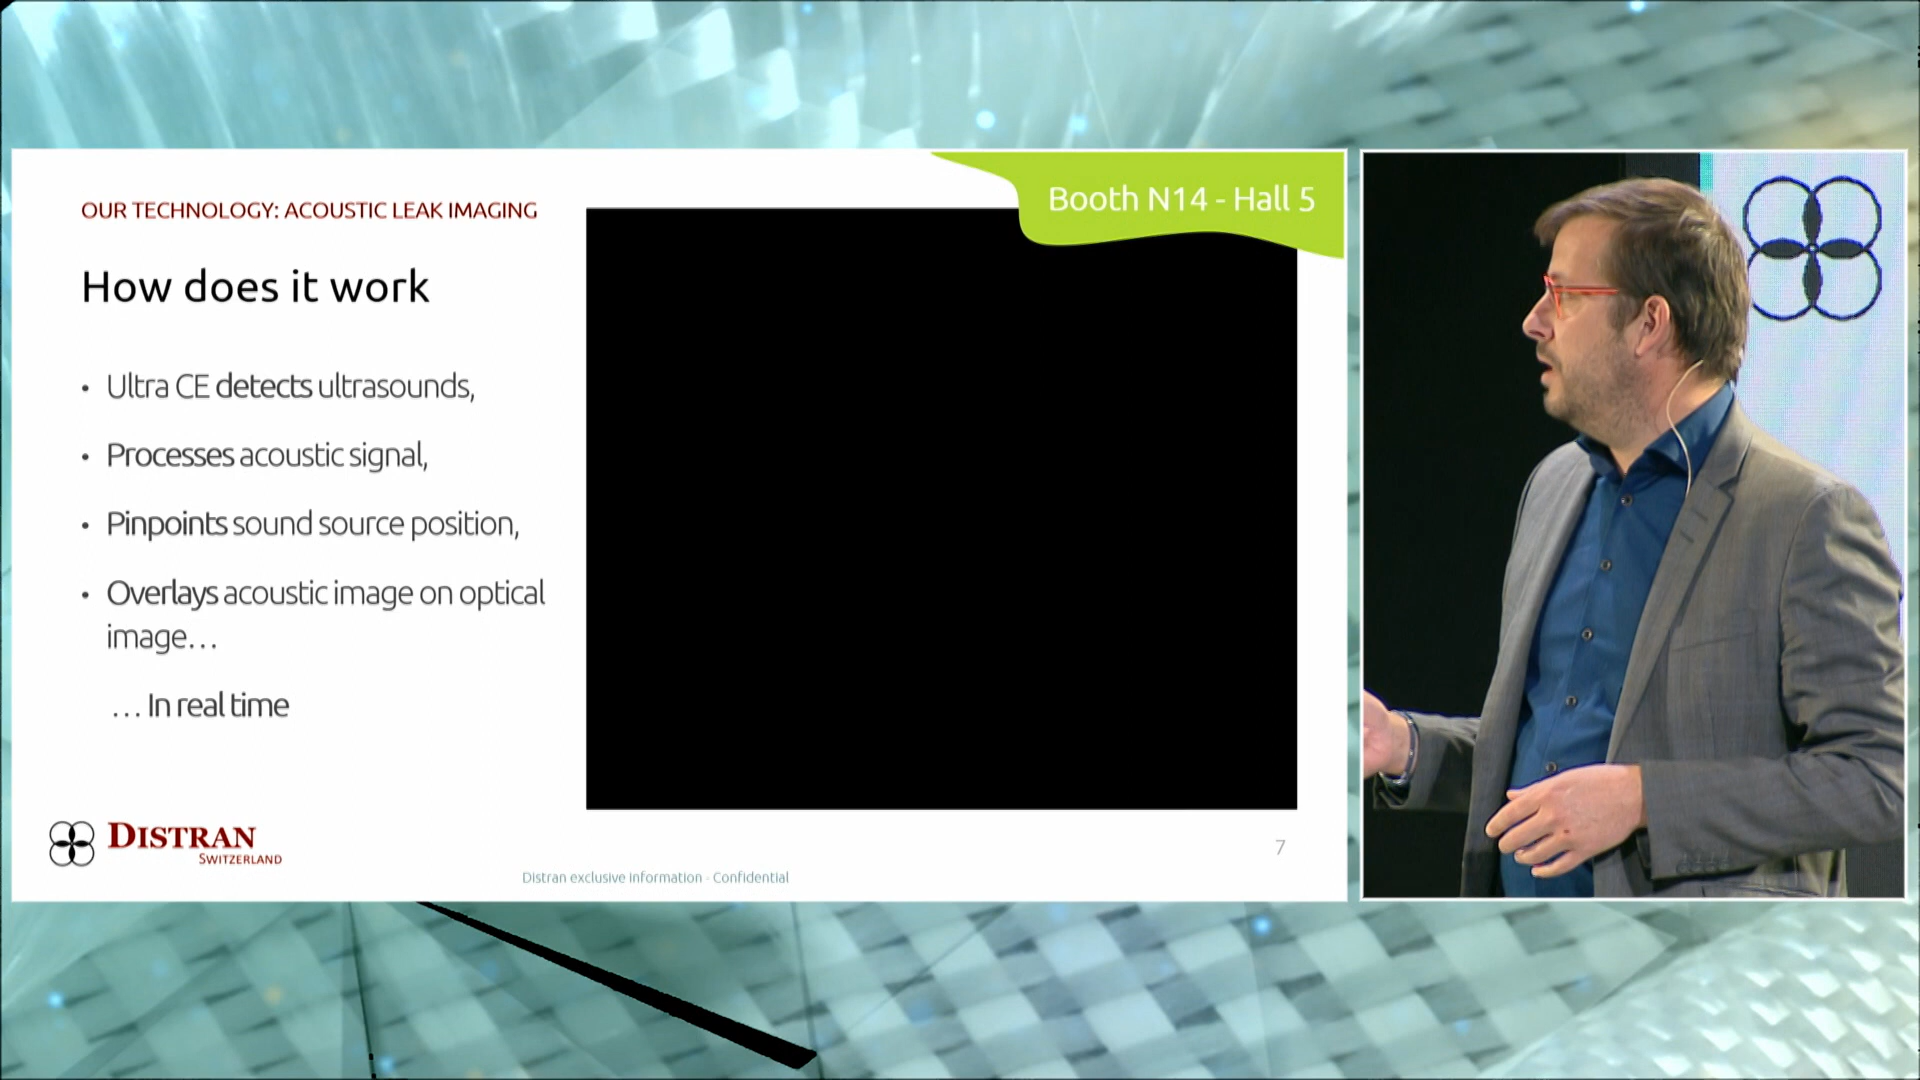 OUR TECHNOLOGY: ACOUSTIC LEAK IMAGING
Booth N14 - Hall 5
How does it work
• Ultra CE detects ultrasounds,
• Processes acoustic signal,
• Pinpoints sound source position,
• Overlays acoustic image on optical
image…
… In real time
DISTRAN
SWITZERLAND
7
Distran exclusive information - Confidential